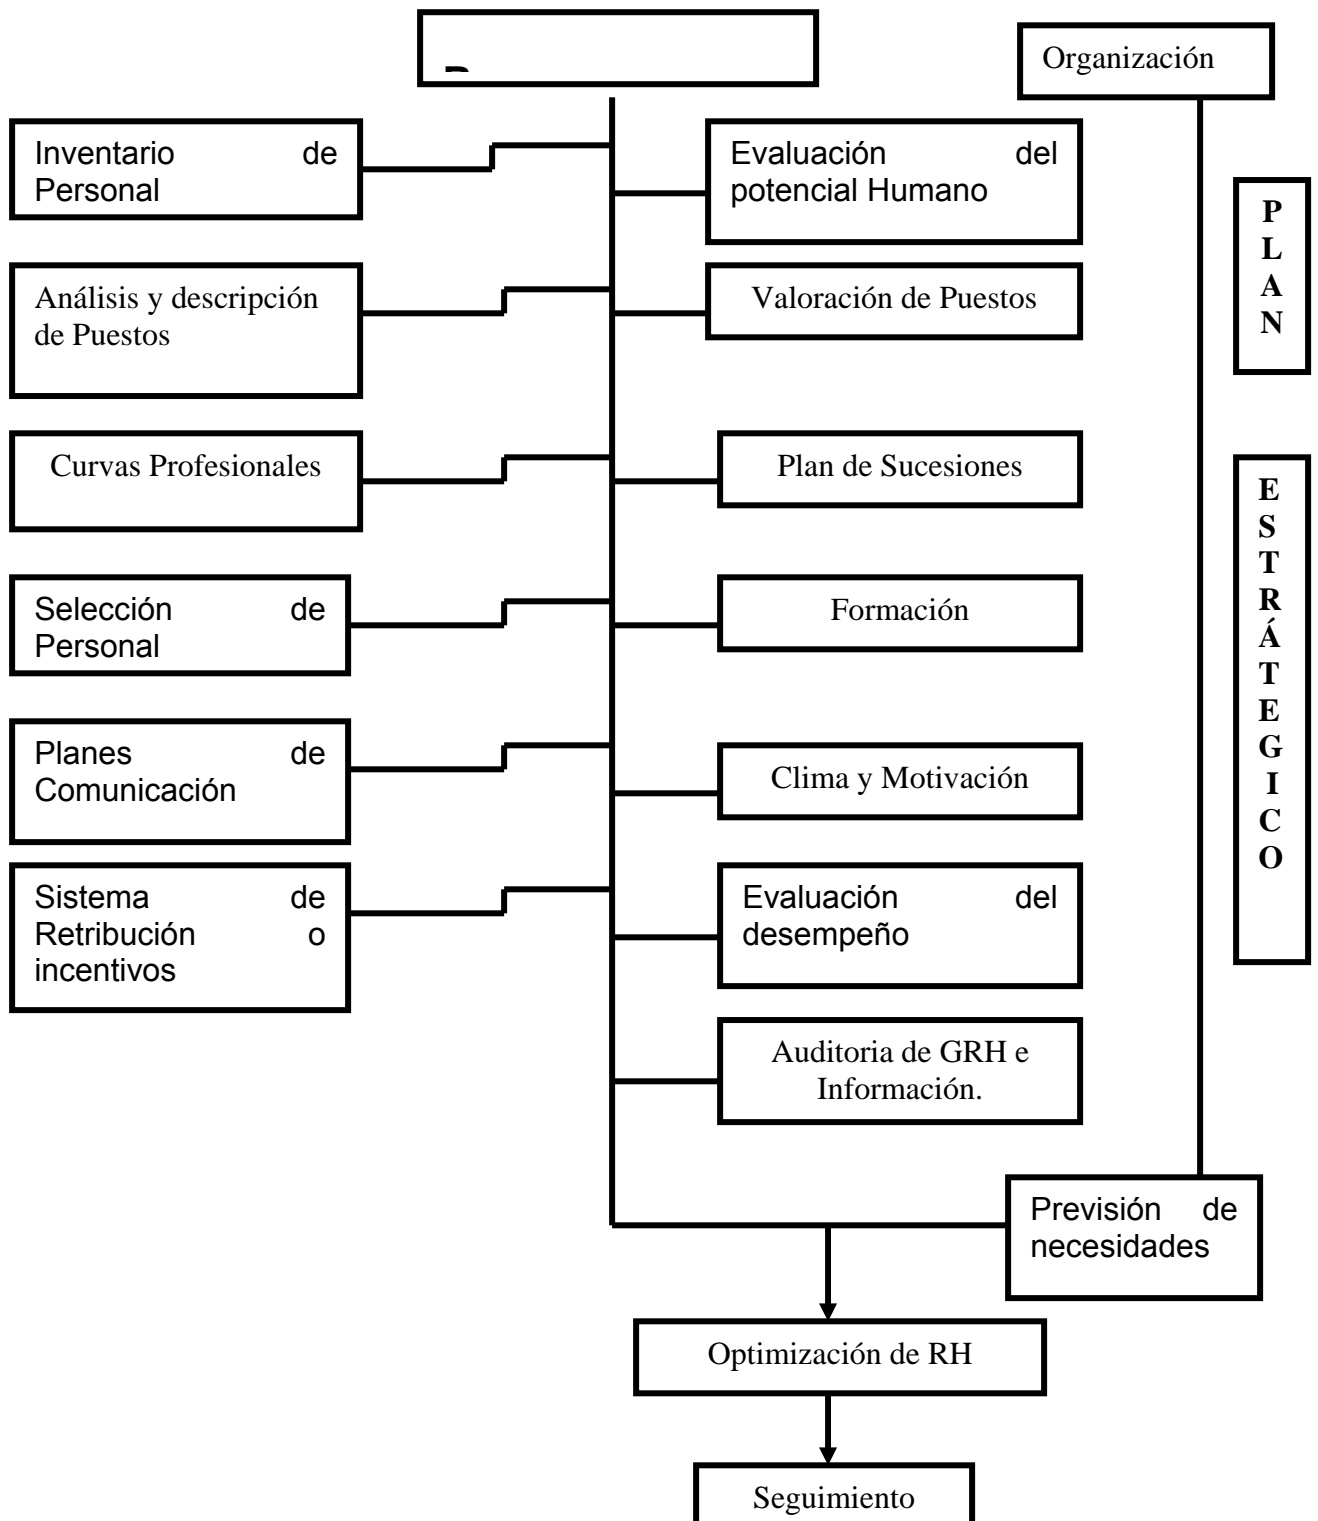 Organización
Inventario de
Personal
Evaluación del
potencial Humano
P
L
A
N
Análisis y descripción
de Puestos
Valoración de Puestos
Curvas Profesionales
Plan de Sucesiones
E
S
T
R
Á
T
E
G
I
C
O
Selección de
Personal
Formación
Planes de
Comunicación
Clima y Motivación
Sistema de
Retribución o
incentivos
Evaluación del
desempeño
Auditoria de GRH e
Información.
Previsión de
necesidades
Optimización de RH
Seguimiento